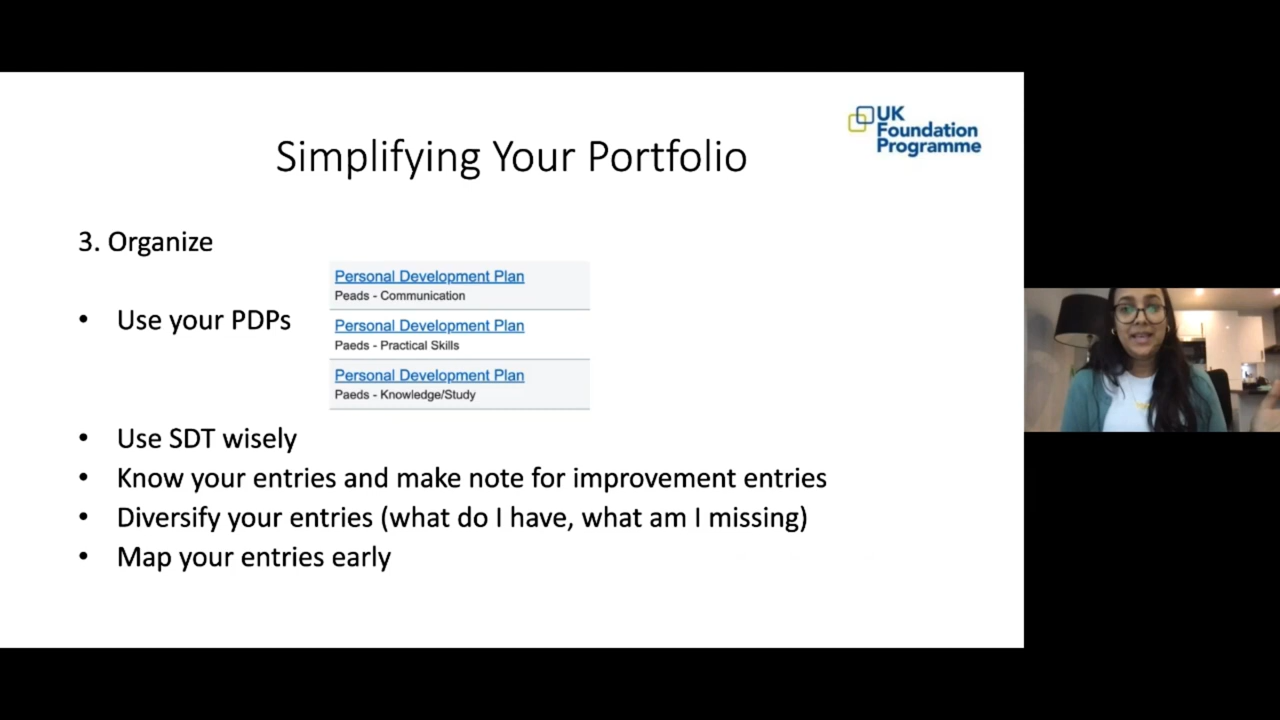 UK
Foundation
Programme
Simplifying Your Portfolio
3. Organize
• Use your PDPs
Personal Development Plan
Peads - Communication
Personal Development Plan
Paeds - Practical Skills
Personal Development Plan
Paeds - Knowledge/Study
• Use SDT wisely
• Know your entries and make note for improvement entries
• Diversify your entries (what do I have, what am I missing)
• Map your entries early